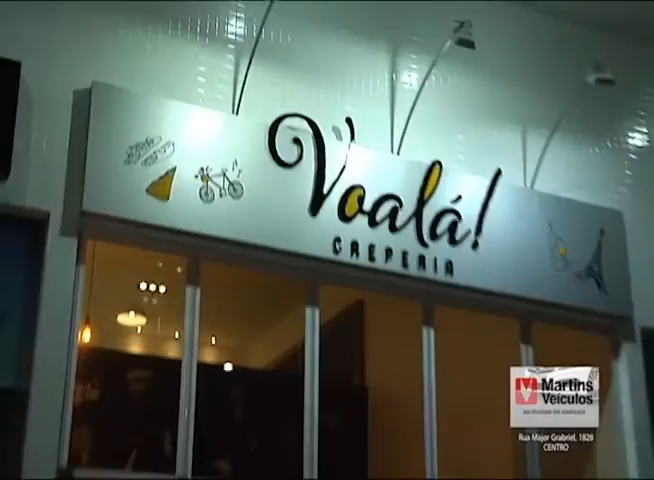 Voalá!
CREPERIA
Martins
Veículos
Rua Major Grabriel, 1828
CENTRO